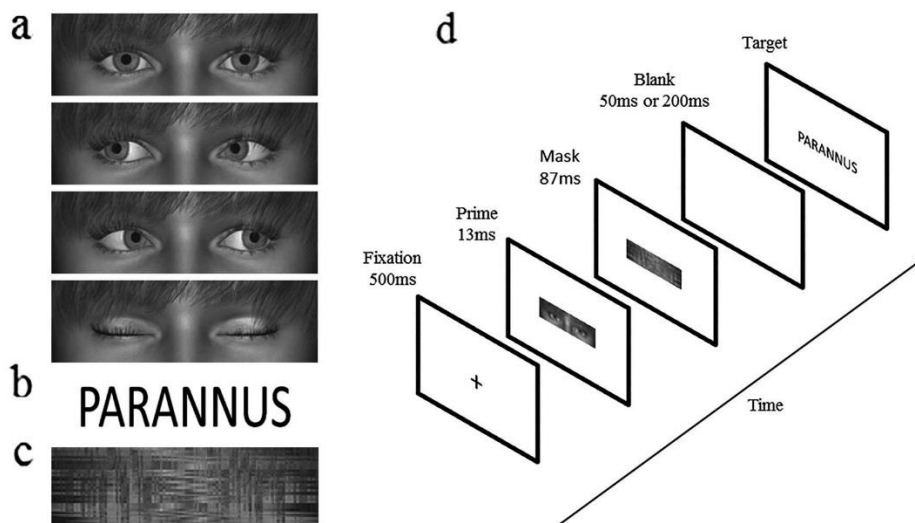 a
b
PARANNUS
c
d
Fixation
500ms
Prime
13ms
Mask
87ms
Blank
50ms or 200ms
Target
PARANNUS
Time